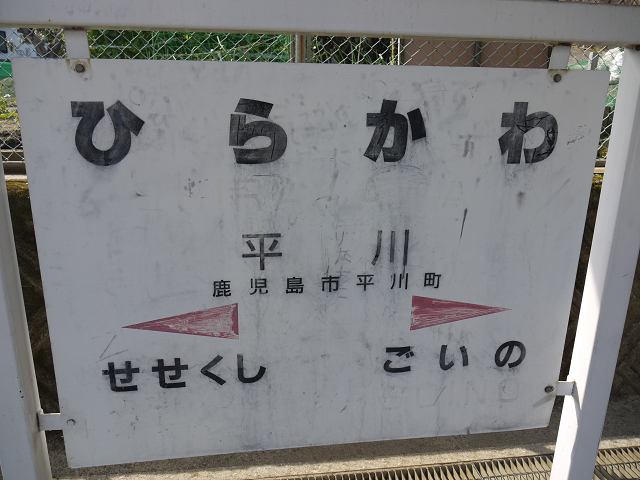 ひらかわ
平川
鹿児島市平川町
せせくし ごいの